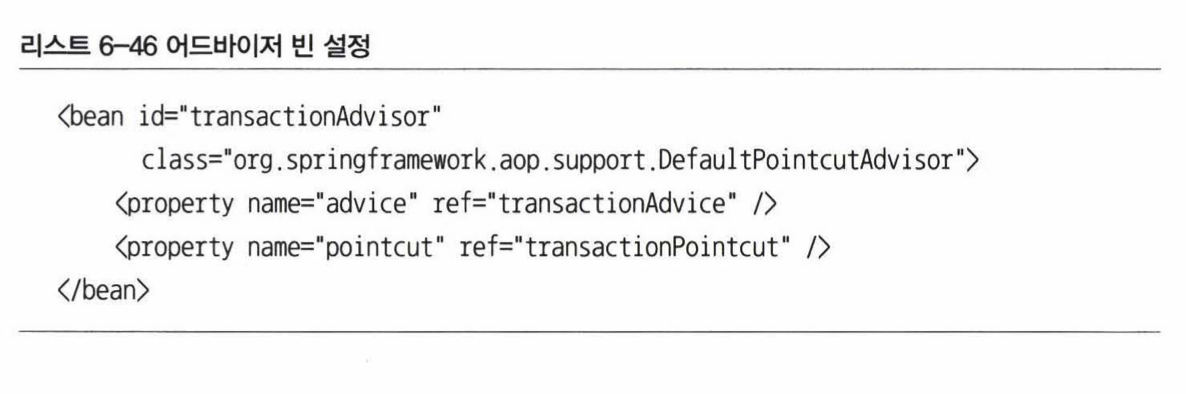 리스트 6-46 어드바이저 빈 설정
<bean id="transactionAdvisor"
class="org.springframework.aop.support.DefaultPointcutAdvisor">
<property name="advice" ref="transactionAdvice" />
<property name="pointcut" ref="transactionPointcut" />
</bean>